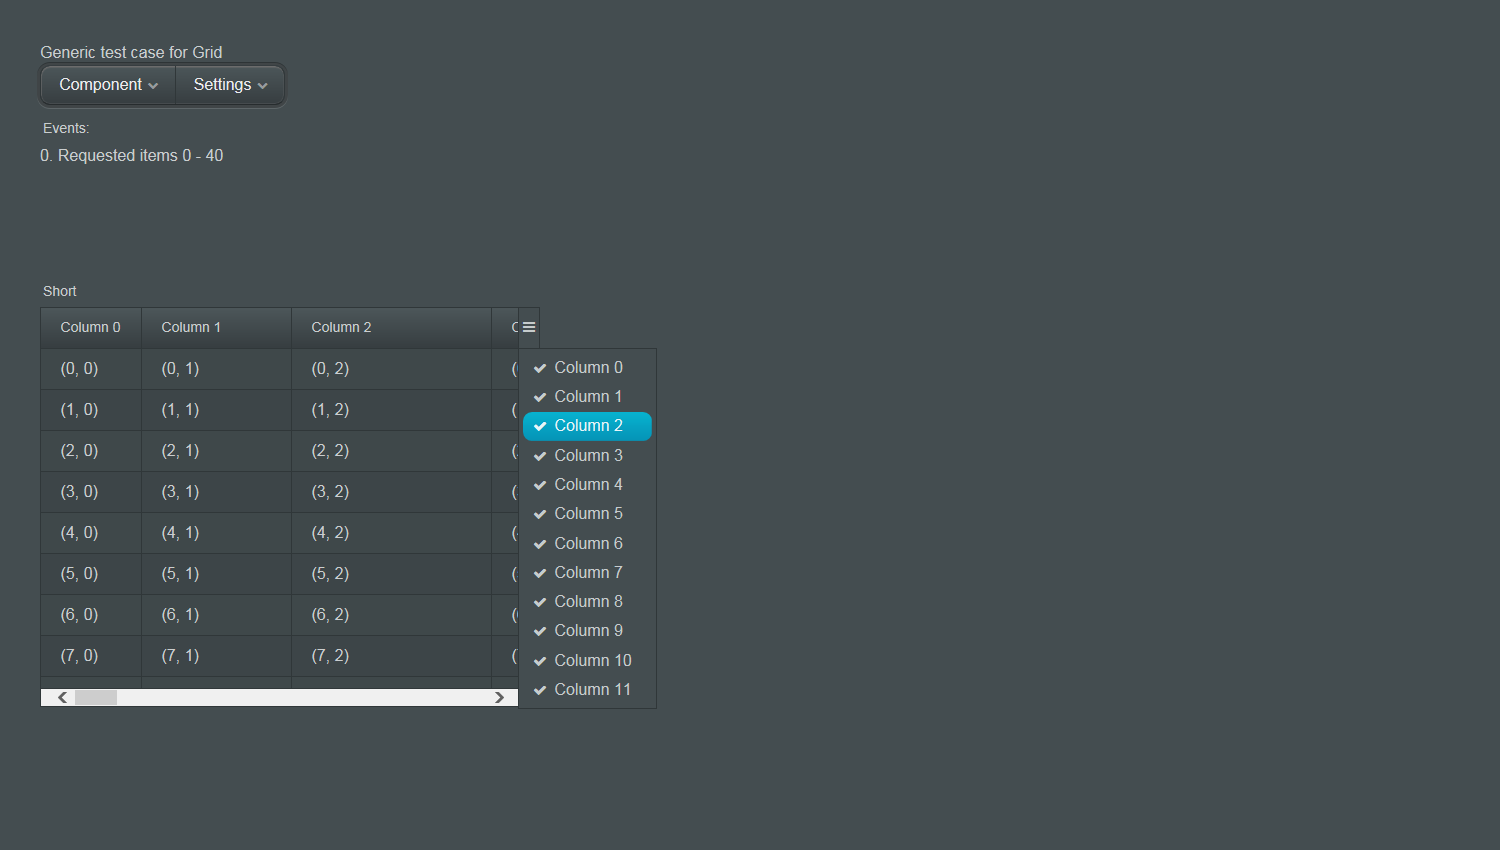 Generic test case for Grid
Component Settings
Events:
0. Requested items 0 - 40
Short
Column 0 Column 1 Column 2
(0, 0) (0, 1) (0, 2)
(1, 0) (1, 1) (1, 2)
(2, 0) (2, 1) (2, 2)
(3, 0) (3, 1) (3, 2)
(4, 0) (4, 1) (4, 2)
(5, 0) (5, 1) (5, 2)
(6, 0) (6, 1) (6, 2)
(7, 0) (7, 1) (7, 2)
Column 0
Column 1
Column 2
Column 3
Column 4
Column 5
Column 6
Column 7
Column 8
Column 9
Column 10
Column 11